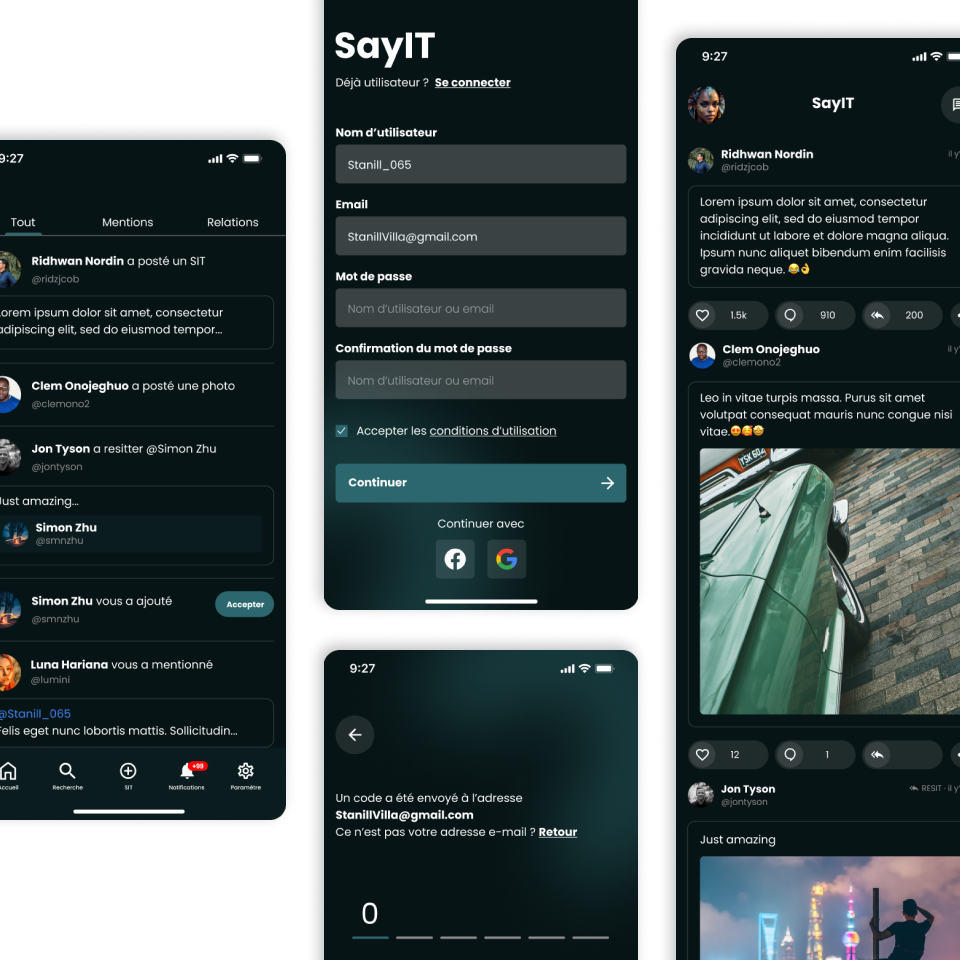 9:27
Tout
Mentions
Relations
Ridhwan Nordin a posté un SIT
@ridzjcob
Lorem ipsum dolor sit amet, consectetur
adipiscing elit, sed do eiusmod tempor...
Clem Onojeghuo a posté une photo
@clemono2
Jon Tyson a resitter @Simon Zhu
@jontyson
Just amazing...
Simon Zhu
@smnzhu
Simon Zhu vous a ajouté
@smnzhu
Accepter
Luna Hariana vous a mentionné
@lumini
@Stanill_065
Felis eget nunc lobortis mattis. Sollicitudin...
+99
Accueil
Recherche
SIT
Notifications
Paramétre
SayIT
Déjà utilisateur ? Se connecter
Nom d’utilisateur
Stanill_065
Email
StanillVilla@gmail.com
Mot de passe
Nom d’utilisateur ou email
Confirmation du mot de passe
Nom d’utilisateur ou email
Accepter les conditions d’utilisation
Continuer
Continuer avec
9:27
Un code a été envoyé à l’adresse
StanillVilla@gmail.com
Ce n’est pas votre adresse e-mail ? Retour
0
9:27
SayIT
Ridhwan Nordin
il y'
@ridzjcob
Lorem ipsum dolor sit amet, consectetur
adipiscing elit, sed do eiusmod tempor
incididunt ut labore et dolore magna aliqua.
Ipsum nunc aliquet bibendum enim facilisis
gravida neque. 😂👌
1.5k
910
200
Clem Onojeghuo
il y'
@clemono2
Leo in vitae turpis massa. Purus sit amet
volutpat consequat mauris nunc congue nisi
vitae.😍🥰🤩
YSK 602
12
1
Jon Tyson
RESIT · il y'
@jontyson
Just amazing